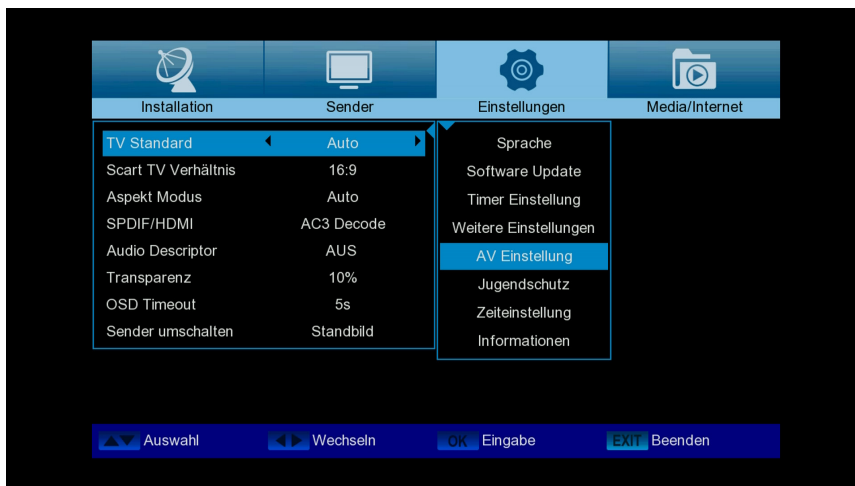 Installation Sender Einstellungen Media/Internet
TV Standard Auto
Scart TV Verhältnis 16:9
Aspekt Modus Auto
SPDIF/HDMI AC3 Decode
Audio Descriptor AUS
Transparenz 10%
OSD Timeout 5s
Sender umschalten Standbild
Sprache
Software Update
Timer Einstellung
Weitere Einstellungen
AV Einstellung
Jugendschutz
Zeiteinstellung
Informationen
Auswahl Wechseln OK Eingabe EXIT Beenden